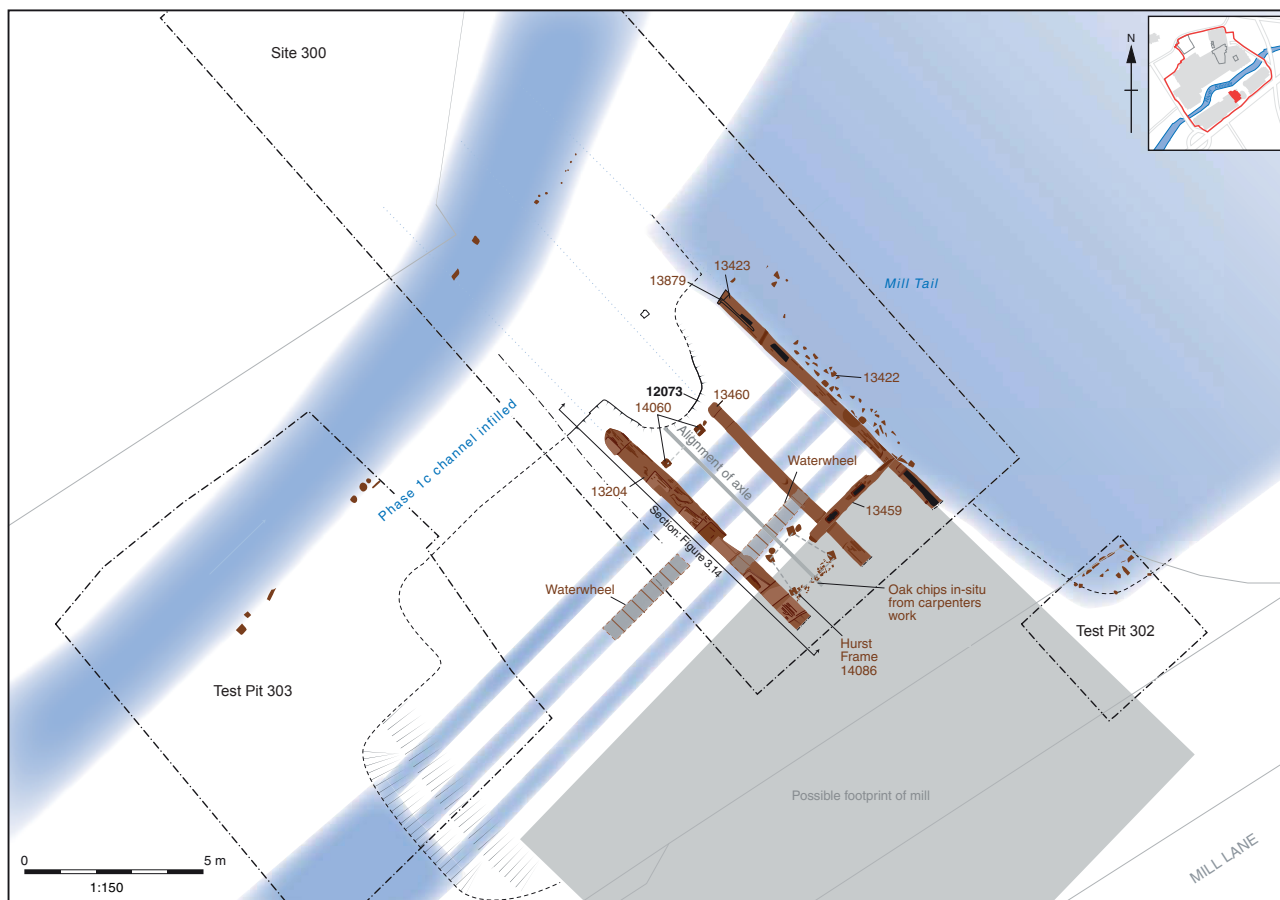 Site 300
N
13423
13879
Mill Tail
13422
12073
13460
14060
Alignment of axle
Waterwheel
Phase 1c channel infilled
13204
13459
Section: Figure 3.14
Waterwheel
Oak chips in-situ
from carpenters
work
Test Pit 302
Hurst
Frame
14086
Test Pit 303
Possible footprint of mill
MILL LANE
0
5 m
1:150